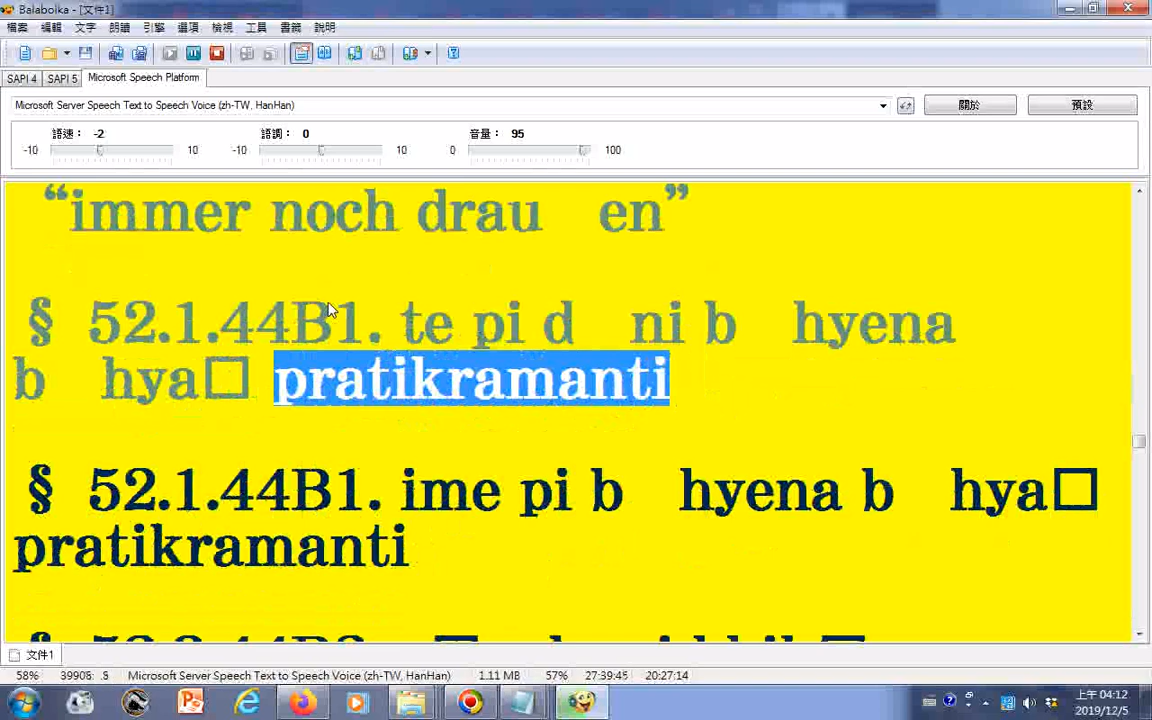 Balabolka - [文件1]
檔案 編輯 文字 朗讀 引擎 選項 檢視 工具 書籤 說明
SAPI 4 SAPI 5 Microsoft Speech Platform
Microsoft Server Speech Text to Speech Voice (zh-TW, HanHan) 關於 預設
語速： -2 語調： 0 音量： 95
-10 10 -10 10 0 100
“immer noch drau en”
§ 52.1.44B1. te pi d ni b hyena
b hya□ pratikramanti
§ 52.1.44B1. ime pi b hyena b hya□
pratikramanti
文件1
58% Microsoft Server Speech Text to Speech Voice (zh-TW, HanHan) 1.11 MB 57% 27:39:45 20:27:14
上午 04:12
2019/12/5